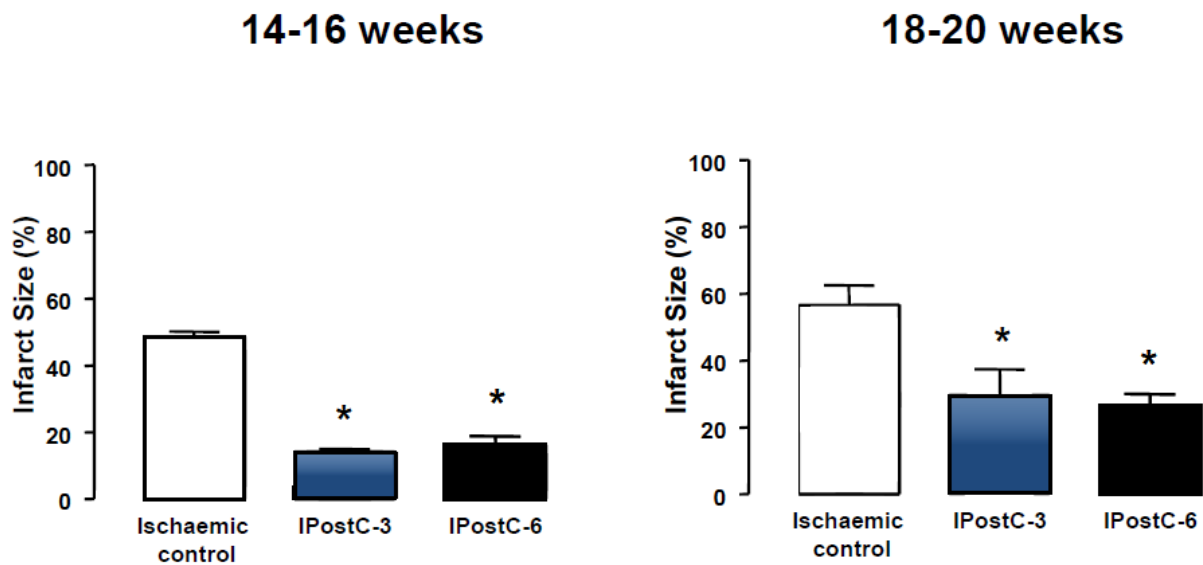 14-16 weeks
18-20 weeks
Infarct Size (%)
100
80
60
40
20
0
*
*
Ischaemic
control
IPostC-3
IPostC-6
Infarct Size (%)
100
80
60
40
20
0
*
*
Ischaemic
control
IPostC-3
IPostC-6